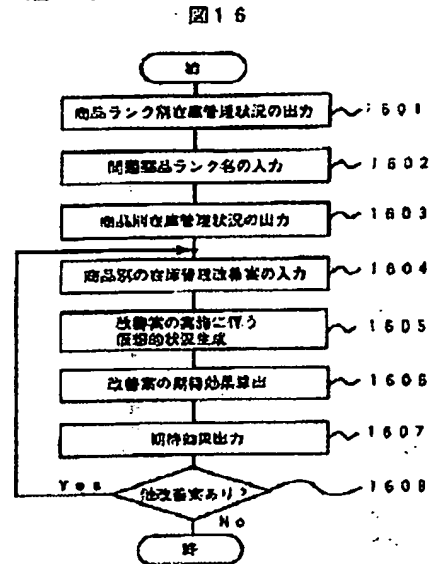 図16
始
商品ランク別在庫管理状況の出力
1601
問題商品ランク名の入力
1602
商品別在庫管理状況の出力
1603
商品別の在庫管理改善案の入力
1604
改善案の実施に伴う
仮想的状況生成
1605
改善案の期待効果算出
1606
期待効果出力
1607
他改善案あり?
1608
Yes
No
終